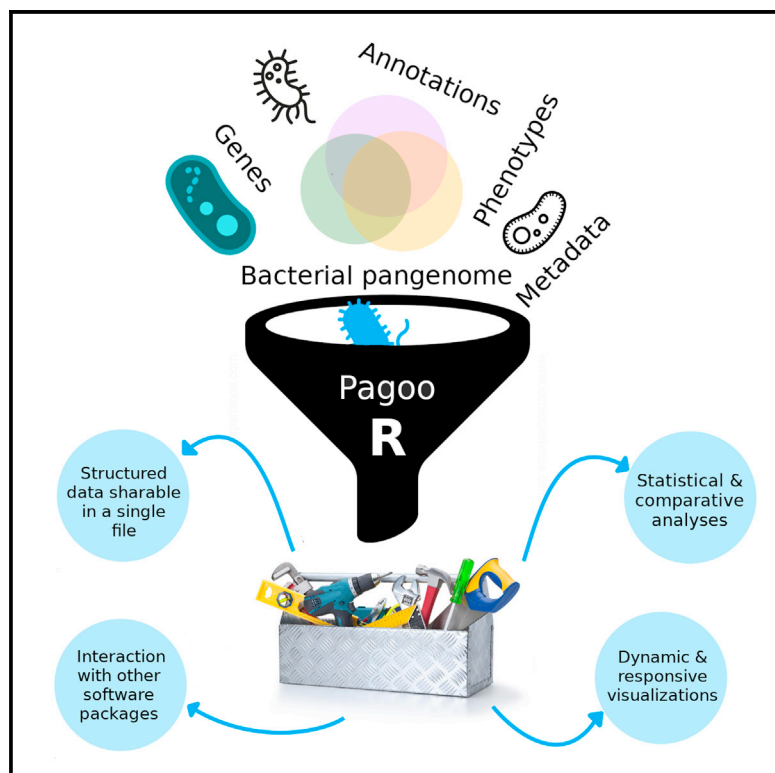 Annotations
Genes
Phenotypes
Metadata
Bacterial pangenome
Pagoo
R
Structured
data sharable
in a single
file
Statistical &
comparative
analyses
Interaction
with other
software
packages
Dynamic &
responsive
visualizations